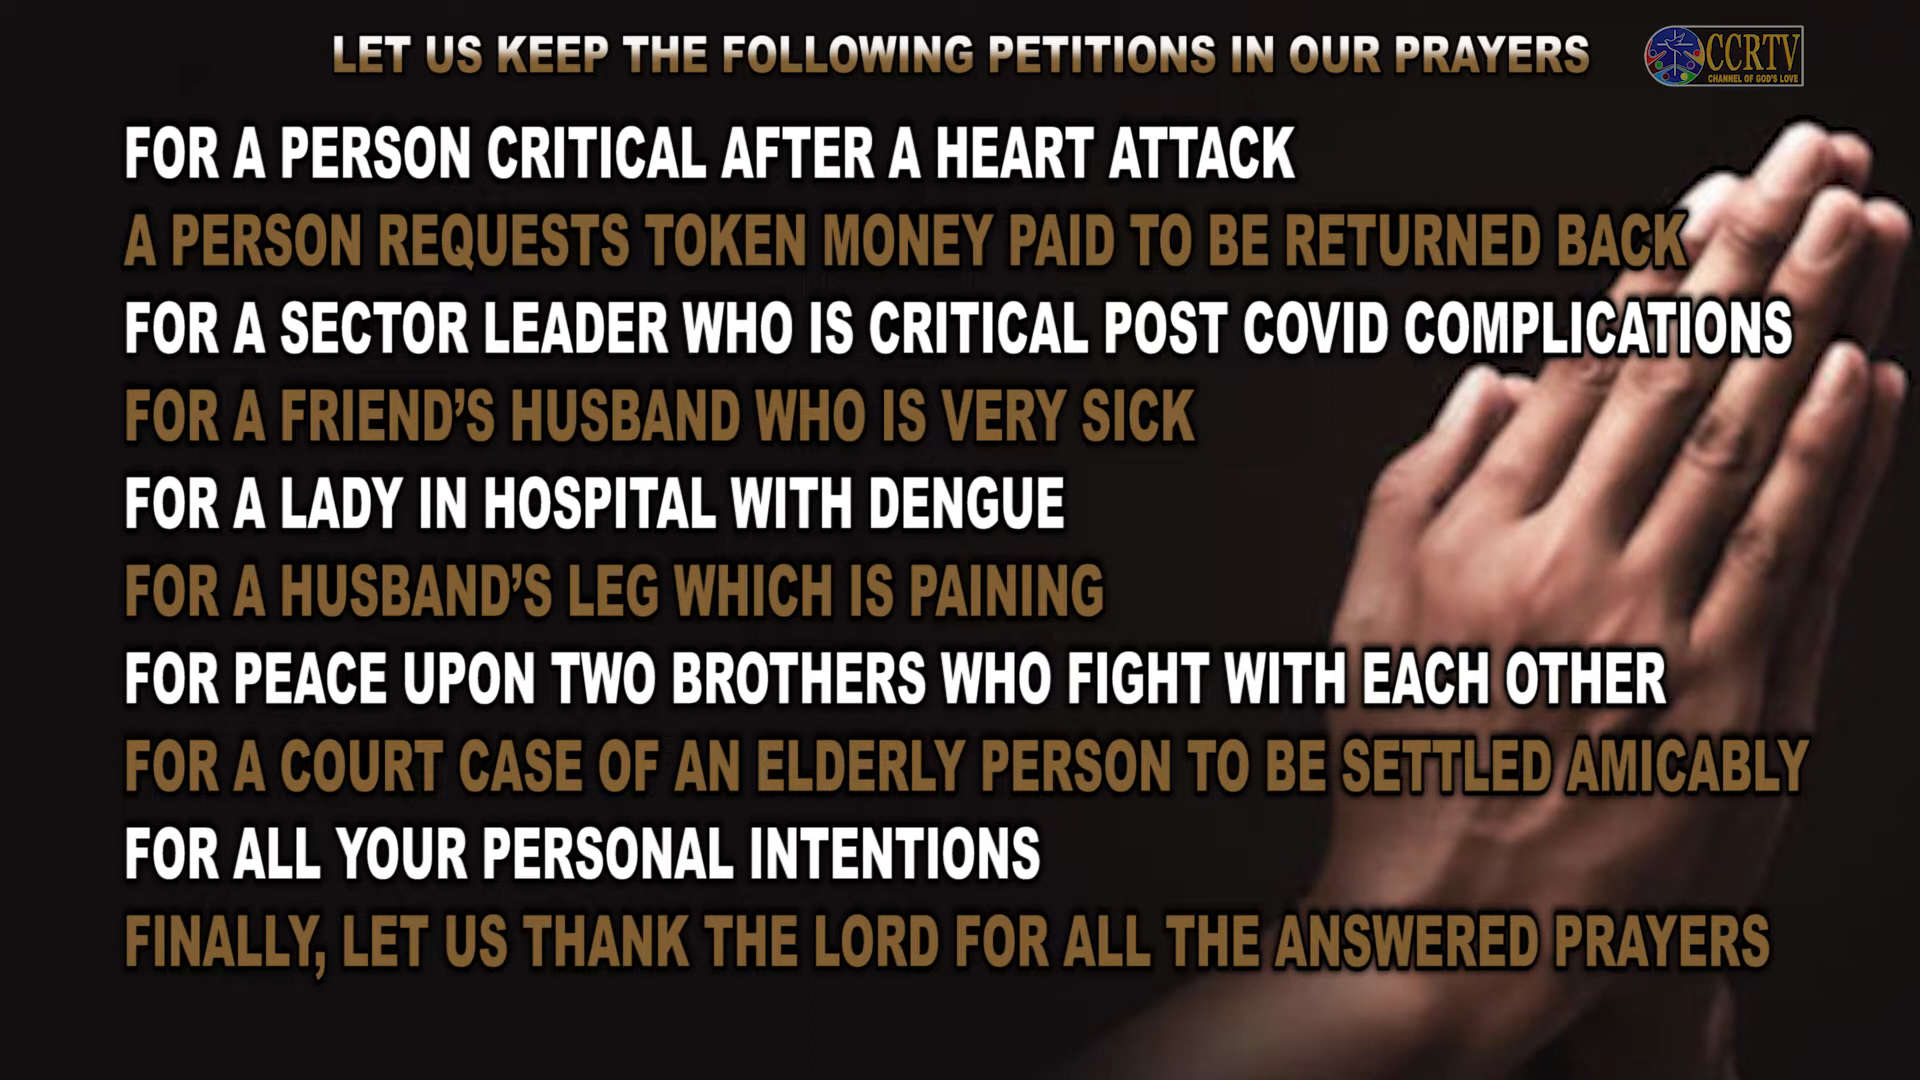 LET US KEEP THE FOLLOWING PETITIONS IN OUR PRAYERS
CCRTV
CHANNEL OF GOD'S LOVE
FOR A PERSON CRITICAL AFTER A HEART ATTACK
A PERSON REQUESTS TOKEN MONEY PAID TO BE RETURNED BACK
FOR A SECTOR LEADER WHO IS CRITICAL POST COVID COMPLICATIONS
FOR A FRIEND’S HUSBAND WHO IS VERY SICK
FOR A LADY IN HOSPITAL WITH DENGUE
FOR A HUSBAND’S LEG WHICH IS PAINING
FOR PEACE UPON TWO BROTHERS WHO FIGHT WITH EACH OTHER
FOR A COURT CASE OF AN ELDERLY PERSON TO BE SETTLED AMICABLY
FOR ALL YOUR PERSONAL INTENTIONS
FINALLY, LET US THANK THE LORD FOR ALL THE ANSWERED PRAYERS